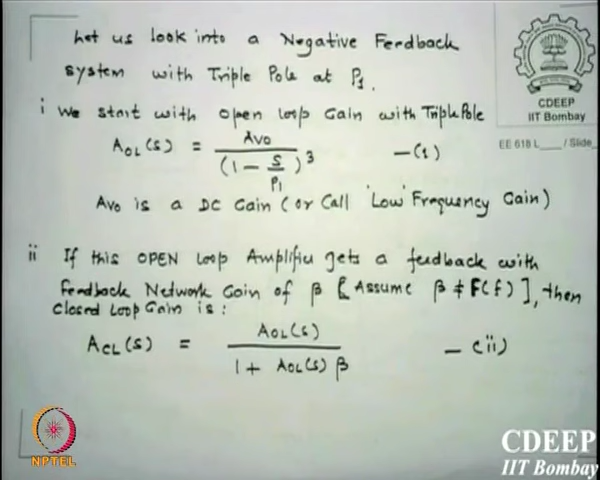 Let us look into a Negative Feedback
system with Triple Pole at P1.
i We start with open loop Gain with Triple Pole
AOL(s) = AVO / (1 - S/P1)^3 —(1)
AVO is a DC Gain (or Call 'Low' Frequency Gain)
ii If this OPEN Loop Amplifier gets a feedback with
Feedback Network Gain of β [Assume β ≠ F(f)], then
Closed Loop Gain is:
ACL(s) = AOL(s) / 1 + AOL(s) β — (ii)
CDEEP
IIT Bombay
EE 618 L___ / Slide
NPTEL
CDEEP
IIT Bombay